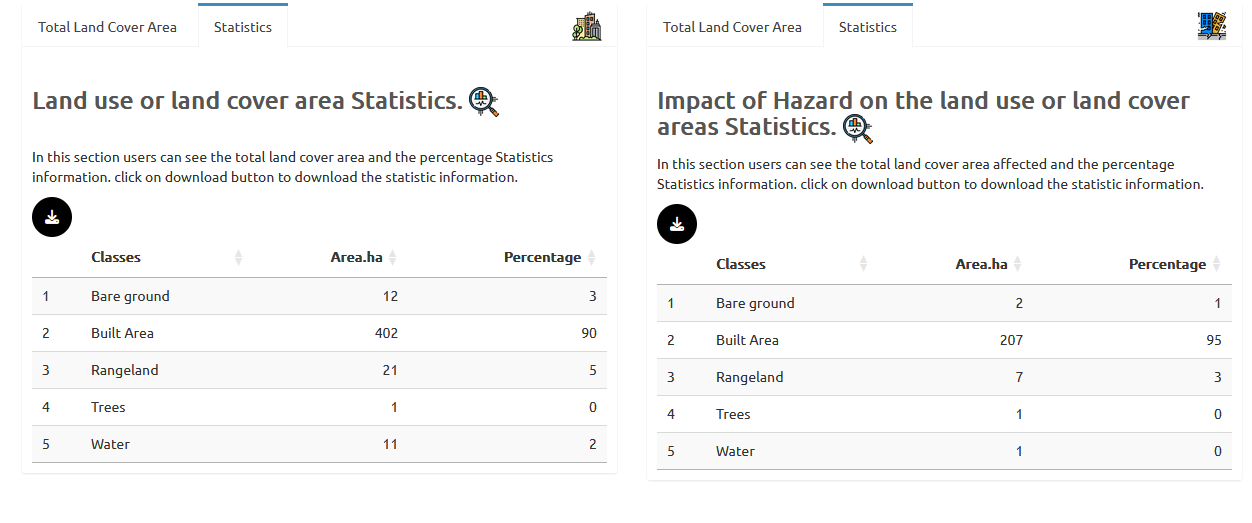 Total Land Cover Area Statistics
Land use or land cover area Statistics.
In this section users can see the total land cover area and the percentage Statistics
information. click on download button to download the statistic information.
Classes Area.ha Percentage
1 Bare ground 12 3
2 Built Area 402 90
3 Rangeland 21 5
4 Trees 1 0
5 Water 11 2
Total Land Cover Area Statistics
Impact of Hazard on the land use or land cover
areas Statistics.
In this section users can see the total land cover area affected and the percentage
Statistics information. click on download button to download the statistic information.
Classes Area.ha Percentage
1 Bare ground 2 1
2 Built Area 207 95
3 Rangeland 7 3
4 Trees 1 0
5 Water 1 0